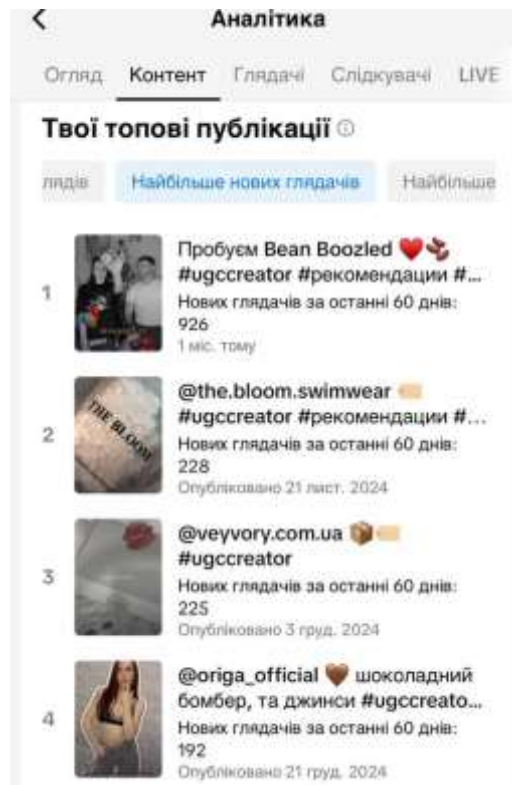 Аналітика
Огляд Контент Глядачі Слідкувачі LIVE
Твої топові публікації
лядів Найбільше нових глядачів Найбільше
1
Пробуєм Bean Boozled ❤️🫘
#ugccreator #рекомендации #...
Нових глядачів за останні 60 днів:
926
1 міс. тому
2
@the.bloom.swimwear 🏷️
#ugccreator #рекомендации #...
Нових глядачів за останні 60 днів:
228
Опубліковано 21 лист. 2024
THE BLOOM
3
@veyvory.com.ua 📦🏷️
#ugccreator
Нових глядачів за останні 60 днів:
225
Опубліковано 3 груд. 2024
4
@origa_official 🤎 шоколадний
бомбер, та джинси #ugccreato...
Нових глядачів за останні 60 днів:
192
Опубліковано 21 груд. 2024